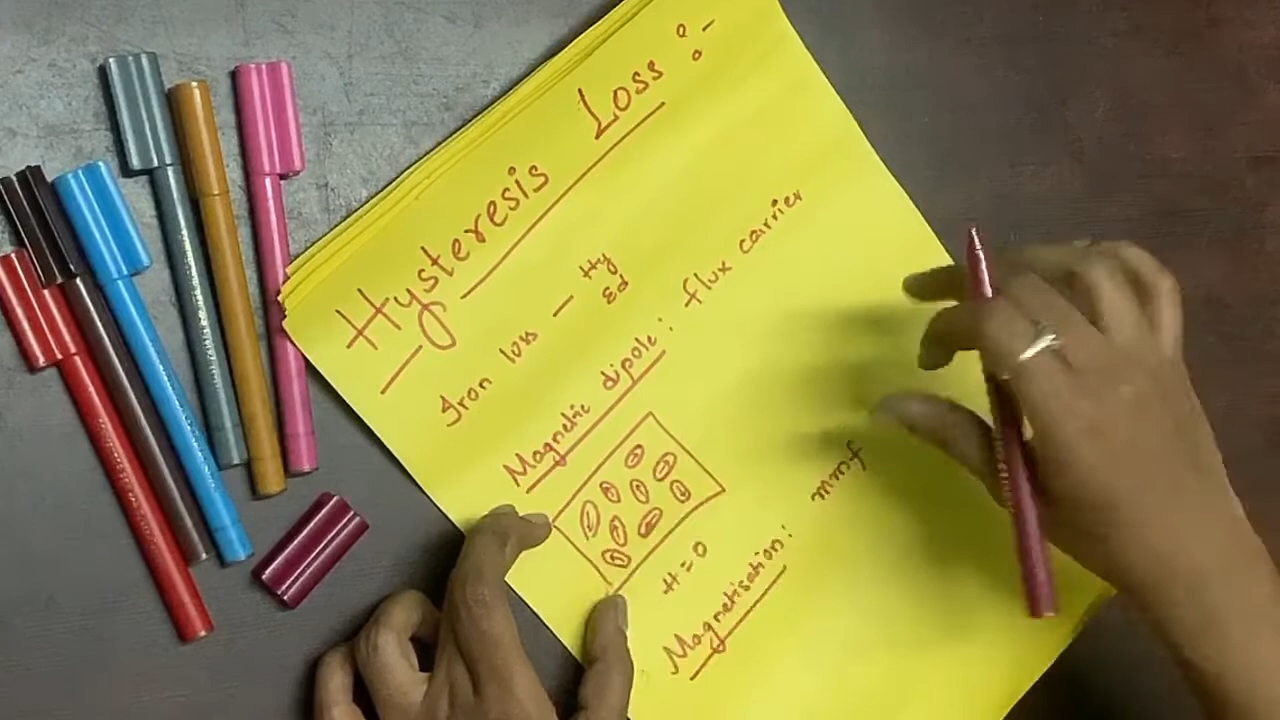 Hysteresis Loss :-
Iron loss - Hy
Ed
Magnetic dipole: flux carrier
H = 0
Magnetisation: mmf